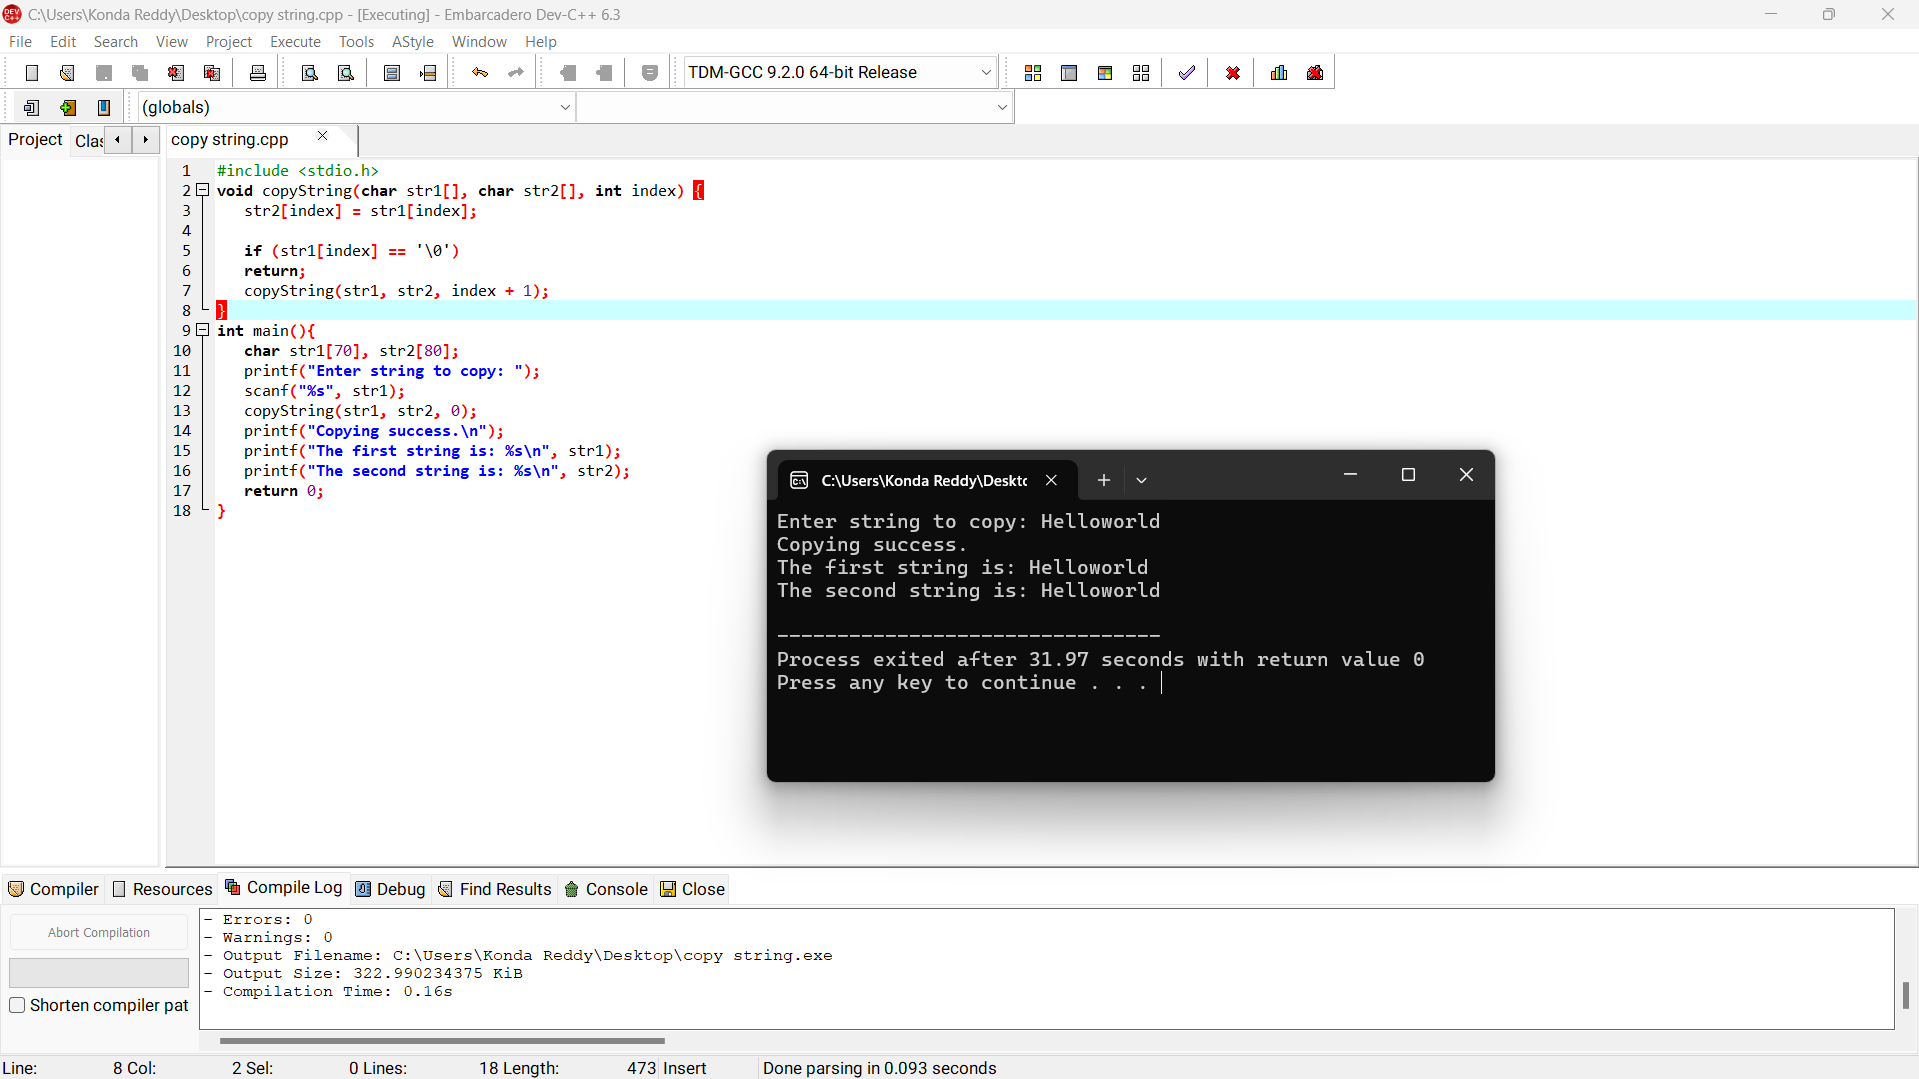 C:\Users\Konda Reddy\Desktop\copy string.cpp - [Executing] - Embarcadero Dev-C++ 6.3
File Edit Search View Project Execute Tools AStyle Window Help
TDM-GCC 9.2.0 64-bit Release
(globals)
Project Clas copy string.cpp
1 #include <stdio.h>
2 void copyString(char str1[], char str2[], int index) {
3 str2[index] = str1[index];
4
5 if (str1[index] == '\0')
6 return;
7 copyString(str1, str2, index + 1);
8 }
9 int main(){
10 char str1[70], str2[80];
11 printf("Enter string to copy: ");
12 scanf("%s", str1);
13 copyString(str1, str2, 0);
14 printf("Copying success.\n");
15 printf("The first string is: %s\n", str1);
16 printf("The second string is: %s\n", str2);
17 return 0;
18 }
C:\Users\Konda Reddy\Deskto
Enter string to copy: Helloworld
Copying success.
The first string is: Helloworld
The second string is: Helloworld
--------------------------------
Process exited after 31.97 seconds with return value 0
Press any key to continue . . .
Compiler Resources Compile Log Debug Find Results Console Close
Abort Compilation
Shorten compiler pat
- Errors: 0
- Warnings: 0
- Output Filename: C:\Users\Konda Reddy\Desktop\copy string.exe
- Output Size: 322.990234375 KiB
- Compilation Time: 0.16s
Line: 8 Col: 2 Sel: 0 Lines: 18 Length: 473 Insert Done parsing in 0.093 seconds